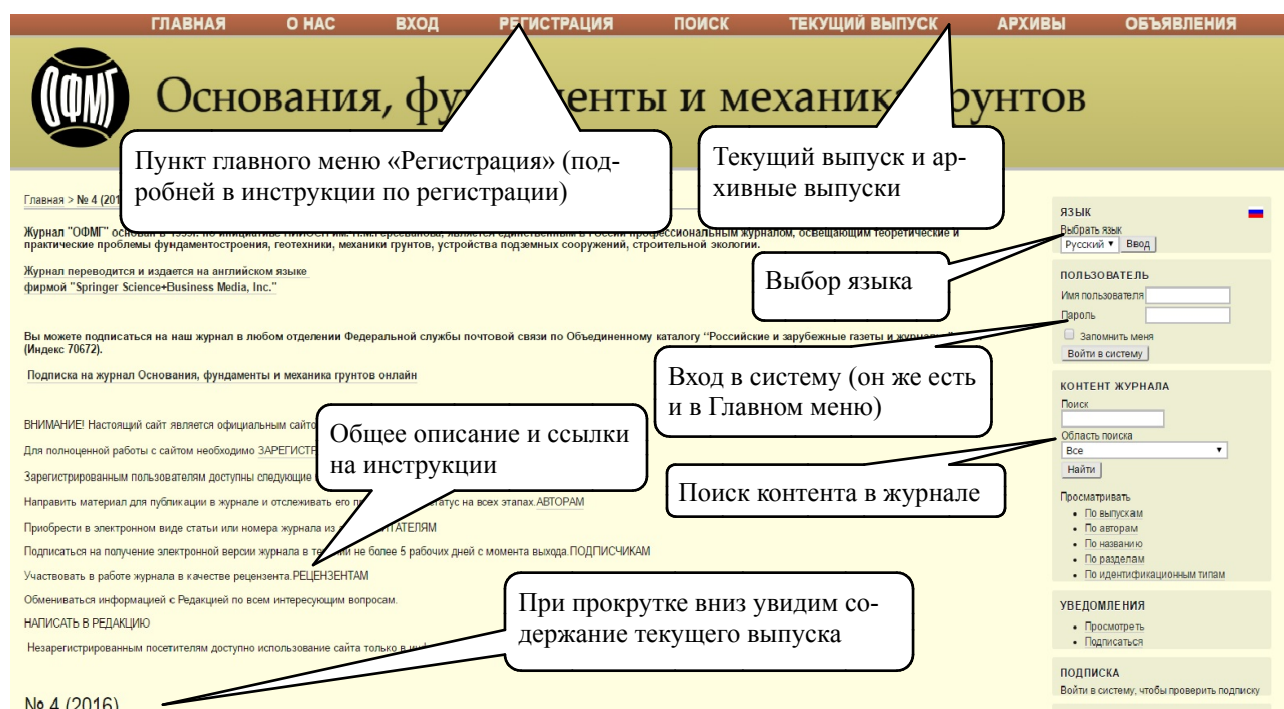 ГЛАВНАЯ О НАС ВХОД РЕГИСТРАЦИЯ ПОИСК ТЕКУЩИЙ ВЫПУСК АРХИВЫ ОБЪЯВЛЕНИЯ
ОФМГ
Основания, фу енты и механика рунтов
Пункт главного меню «Регистрация» (под-
робней в инструкции по регистрации)
Текущий выпуск и ар-
хивные выпуски
Главная > № 4 (201
Журнал "ОФМГ" осно
профессиональным журналом, освещающим теоретические и
практические проблемы фундаментостроения, геотехники, механики грунтов, устройства подземных сооружений, строительной экологии.
Журнал переводится и издается на английском языке
фирмой "Springer Science+Business Media, Inc."
Выбор языка
Вы можете подписаться на наш журнал в любом отделении Федеральной службы почтовой связи по Объединенному каталогу “Российские и зарубежные газеты и журналы”
(Индекс 70672).
Подписка на журнал Основания, фундаменты и механика грунтов онлайн
Вход в систему (он же есть
и в Главном меню)
ВНИМАНИЕ! Настоящий сайт является официальным сайто
Для полноценной работы с сайтом необходимо ЗАРЕГИСТР
Зарегистрированным пользователям доступны следующие
Общее описание и ссылки
на инструкции
Поиск контента в журнале
Направить материал для публикации в журнале и отслеживать его п татус на всех этапах.АВТОРАМ
Приобрести в электронном виде статьи или номера журнала из АТЕЛЯМ
Подписаться на получение электронной версии журнала в те ии не более 5 рабочих дней с момента выхода.ПОДПИСЧИКАМ
Участвовать в работе журнала в качестве рецензента.РЕЦЕНЗЕНТАМ
Обмениваться информацией с Редакцией по всем интересующим вопросам.
НАПИСАТЬ В РЕДАКЦИЮ
Незарегистрированным посетителям доступно использование сайта только в
При прокрутке вниз увидим со-
держание текущего выпуска
№ 4 (2016)
ЯЗЫК
Выбрать язык
Русский Ввод
ПОЛЬЗОВАТЕЛЬ
Имя пользователя
Пароль
Запомнить меня
Войти в систему
КОНТЕНТ ЖУРНАЛА
Поиск
Область поиска
Все
Найти
Просматривать
По выпускам
По авторам
По названию
По разделам
По идентификационным типам
УВЕДОМЛЕНИЯ
Просмотреть
Подписаться
ПОДПИСКА
Войти в систему, чтобы проверить подписку